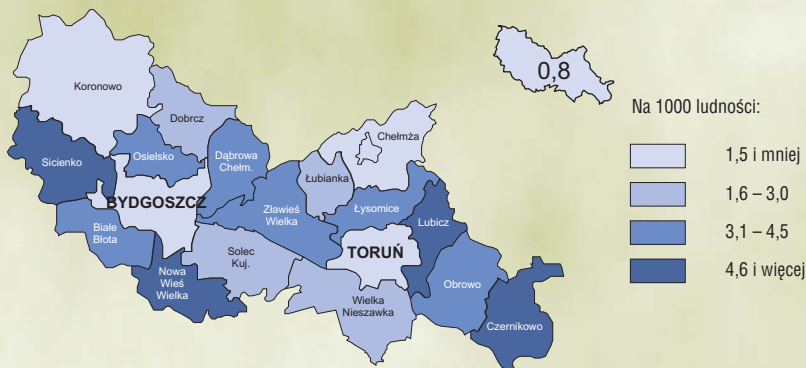 0,8
Na 1000 ludności:
1,5 i mniej
1,6 – 3,0
3,1 – 4,5
4,6 i więcej
Koronowo
Dobrcz
Sicienko
Osielsko
Dąbrowa
Chełm.
Chełmża
Łubianka
BYDGOSZCZ
Białe
Błota
Zławieś
Wielka
Łysomice
Lubicz
Nowa
Wieś
Wielka
Solec
Kuj.
TORUŃ
Wielka
Nieszawka
Obrowo
Czernikowo